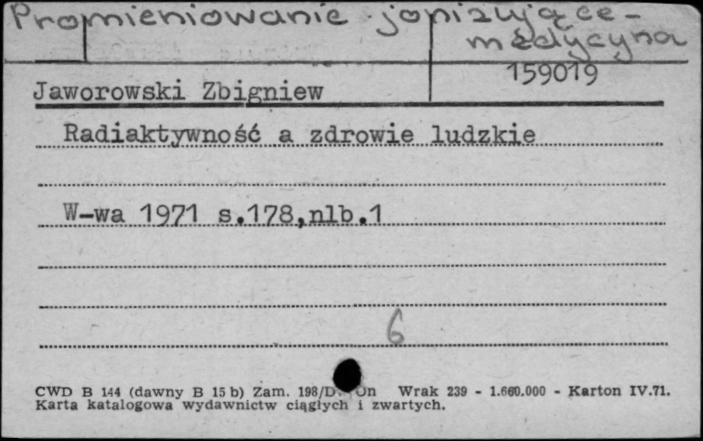 Promieniowanie jonizujące -
medycyna
159019
Jaworowski Zbigniew
Radiaktywność a zdrowie ludzkie
W-wa 1971 s.178,nlb.1
6
CWD B 144 (dawny B 15 b) Zam. 198/D. Un Wrak 239 - 1.660.000 - Karton IV.71.
Karta katalogowa wydawnictw ciągłych i zwartych.